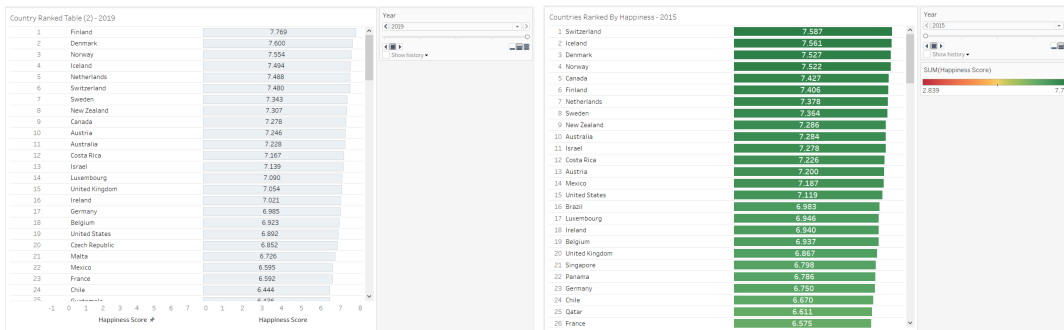 Country Ranked Table (2) - 2019
1 Finland 7.769
2 Denmark 7.600
3 Norway 7.554
4 Iceland 7.494
5 Netherlands 7.488
6 Switzerland 7.480
7 Sweden 7.343
8 New Zealand 7.307
9 Canada 7.278
10 Austria 7.246
11 Australia 7.228
12 Costa Rica 7.167
13 Israel 7.139
14 Luxembourg 7.090
15 United Kingdom 7.054
16 Ireland 7.021
17 Germany 6.985
18 Belgium 6.923
19 United States 6.892
20 Czech Republic 6.852
21 Malta 6.726
22 Mexico 6.595
23 France 6.592
24 Chile 6.444
25 Guatemala 6.436
-1 0 1 2 3 4 5 6 7 0 1 2 3 4 5 6 7 8
Happiness Score Happiness Score
Year
2019
Show history
Countries Ranked By Happiness - 2015
1 Switzerland 7.587
2 Iceland 7.561
3 Denmark 7.527
4 Norway 7.522
5 Canada 7.427
6 Finland 7.406
7 Netherlands 7.378
8 Sweden 7.364
9 New Zealand 7.286
10 Australia 7.284
11 Israel 7.278
12 Costa Rica 7.226
13 Austria 7.200
14 Mexico 7.187
15 United States 7.119
16 Brazil 6.983
17 Luxembourg 6.946
18 Ireland 6.940
19 Belgium 6.937
20 United Kingdom 6.867
21 Singapore 6.798
22 Panama 6.786
23 Germany 6.750
24 Chile 6.670
25 Qatar 6.611
26 France 6.575
Year
2015
Show history
SUM(Happiness Score)
2.839 7.7